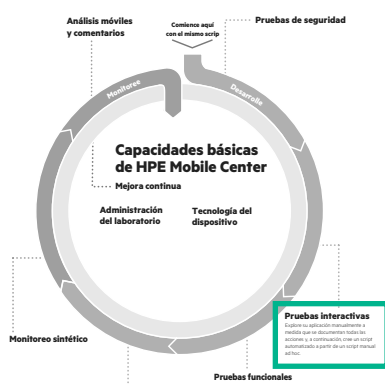 Análisis móviles
y comentarios
Comience aquí
con el mismo scrip
Pruebas de seguridad
Monitoree
Desarrolle
Capacidades básicas
de HPE Mobile Center
Mejora continua
Administración
del laboratorio
Tecnología del
dispositivo
Pruebas interactivas
Explore su aplicación manualmente a
medida que se documentan todas las
acciones y, a continuación, cree un script
automatizado a partir de un script manual
ad hoc.
Monitoreo sintético
Pruebas funcionales